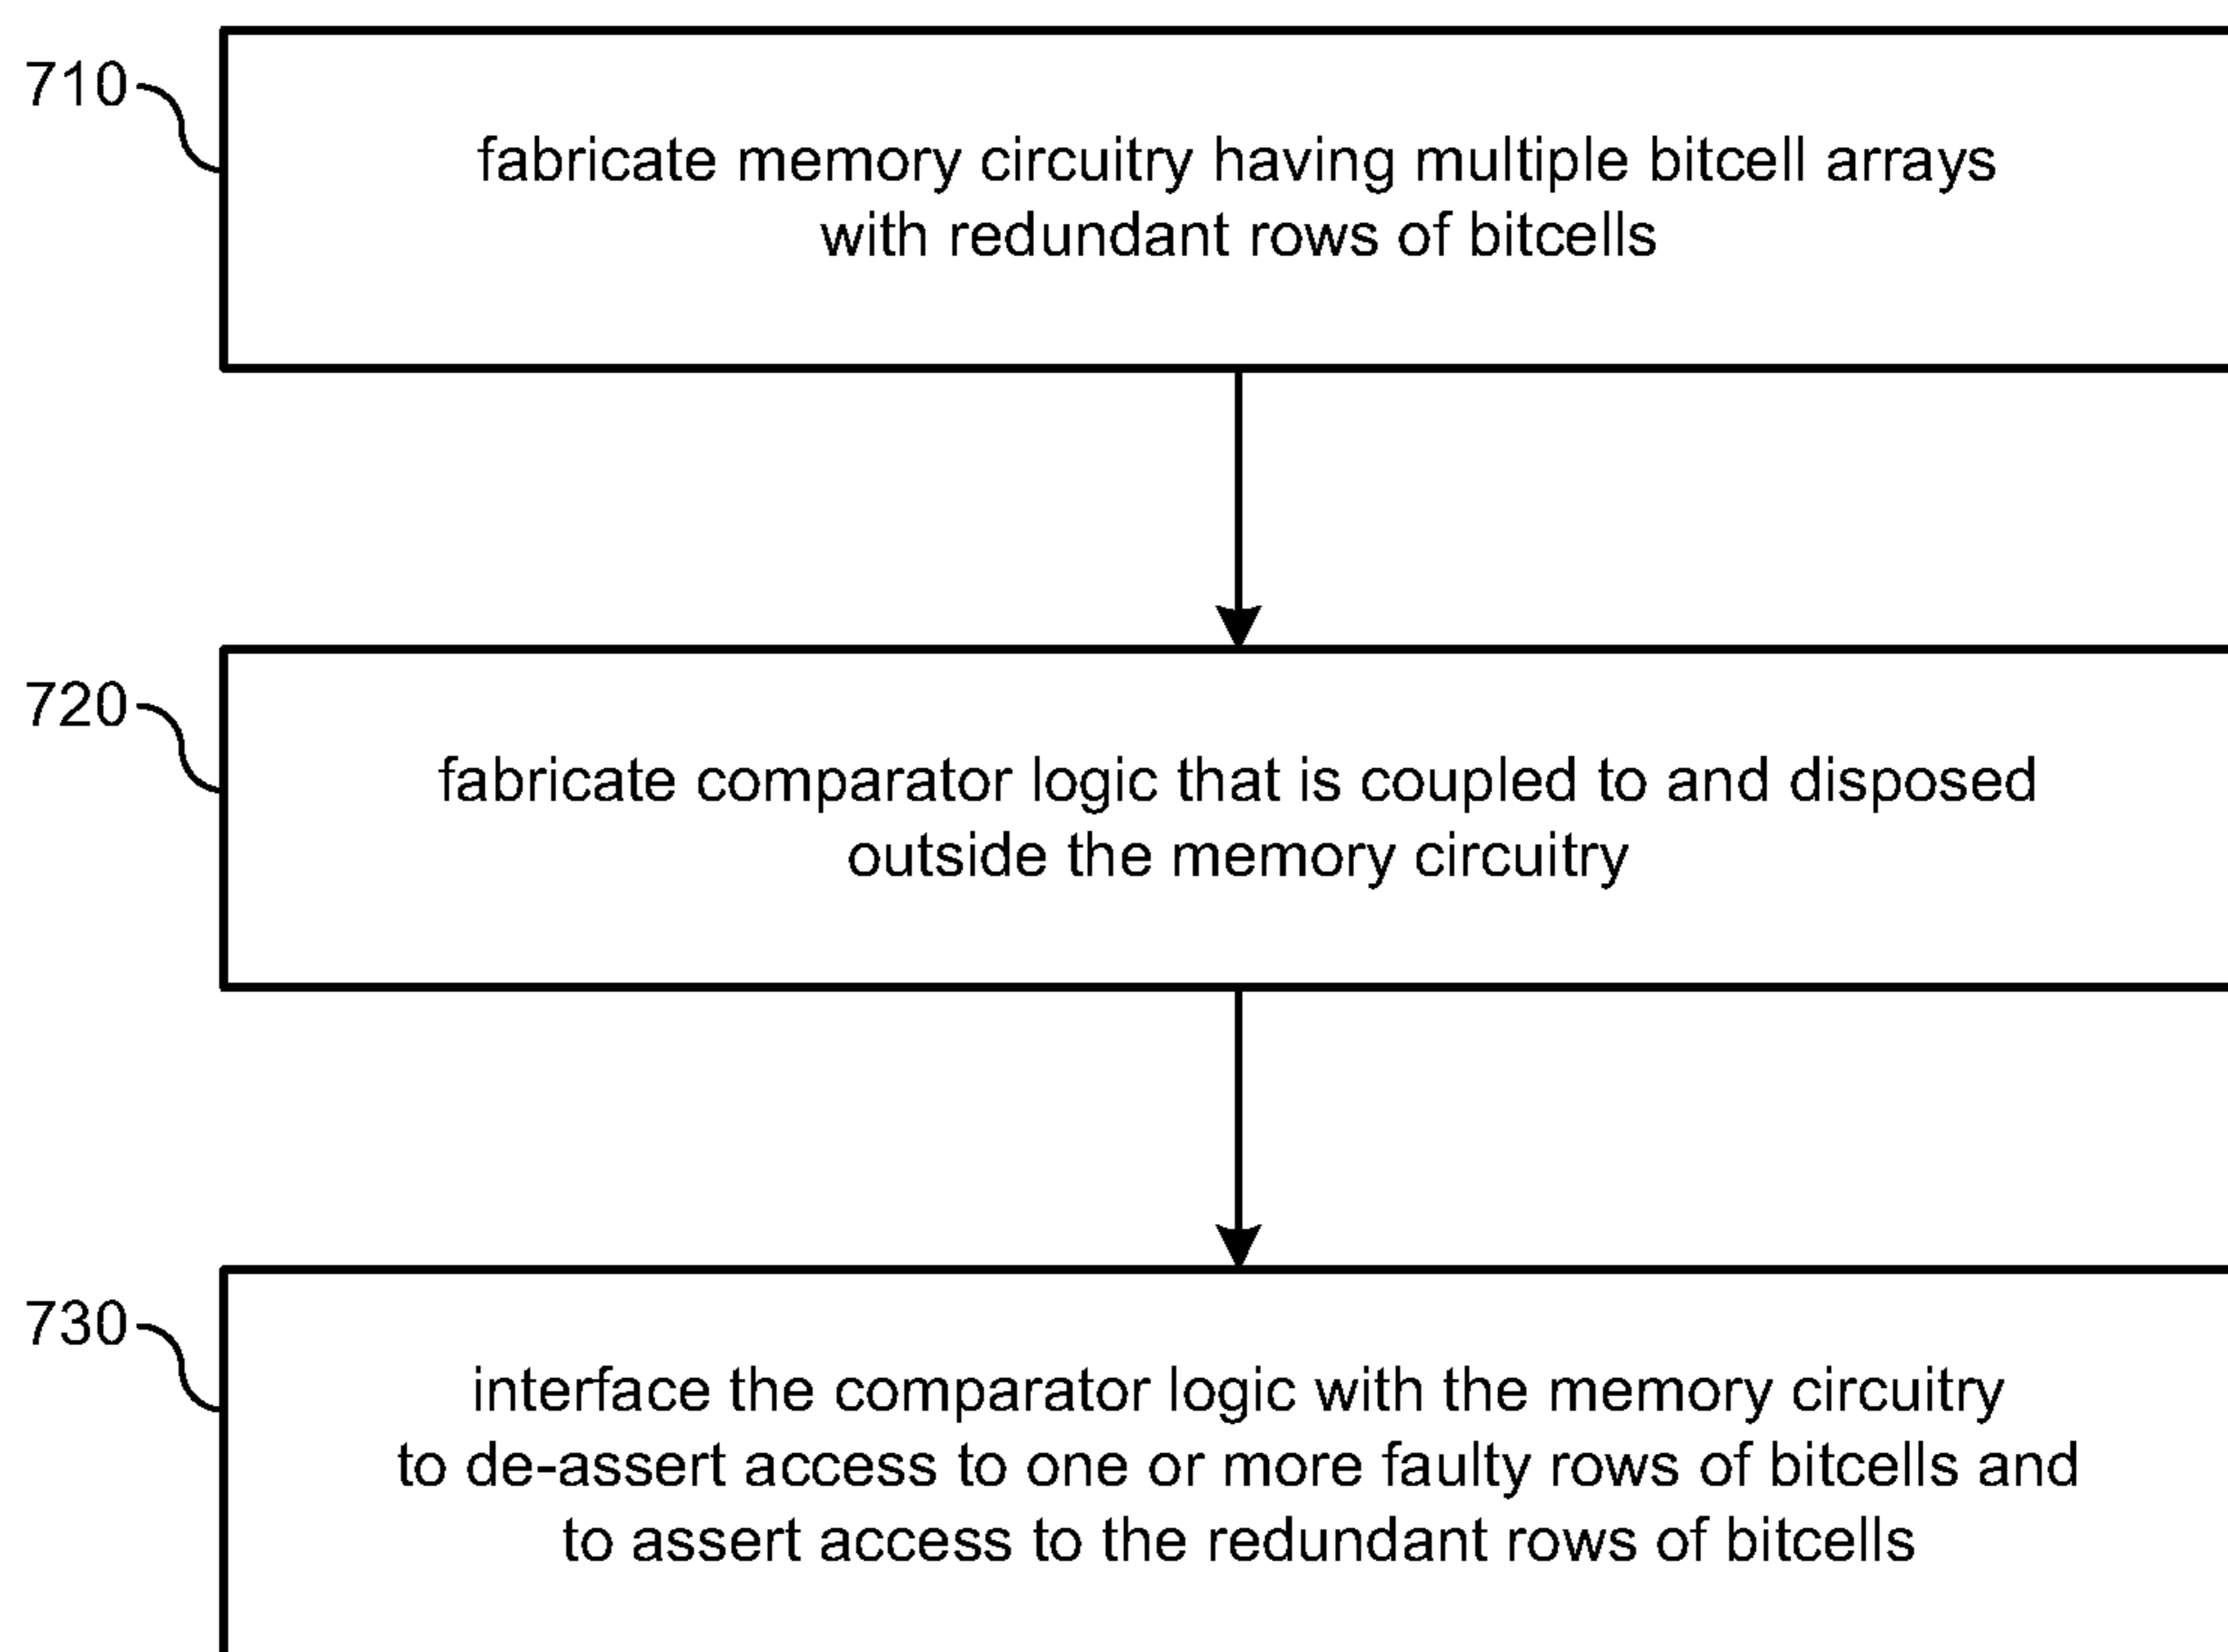 710
fabricate memory circuitry having multiple bitcell arrays
with redundant rows of bitcells
720
fabricate comparator logic that is coupled to and disposed
outside the memory circuitry
730
interface the comparator logic with the memory circuitry
to de-assert access to one or more faulty rows of bitcells and
to assert access to the redundant rows of bitcells